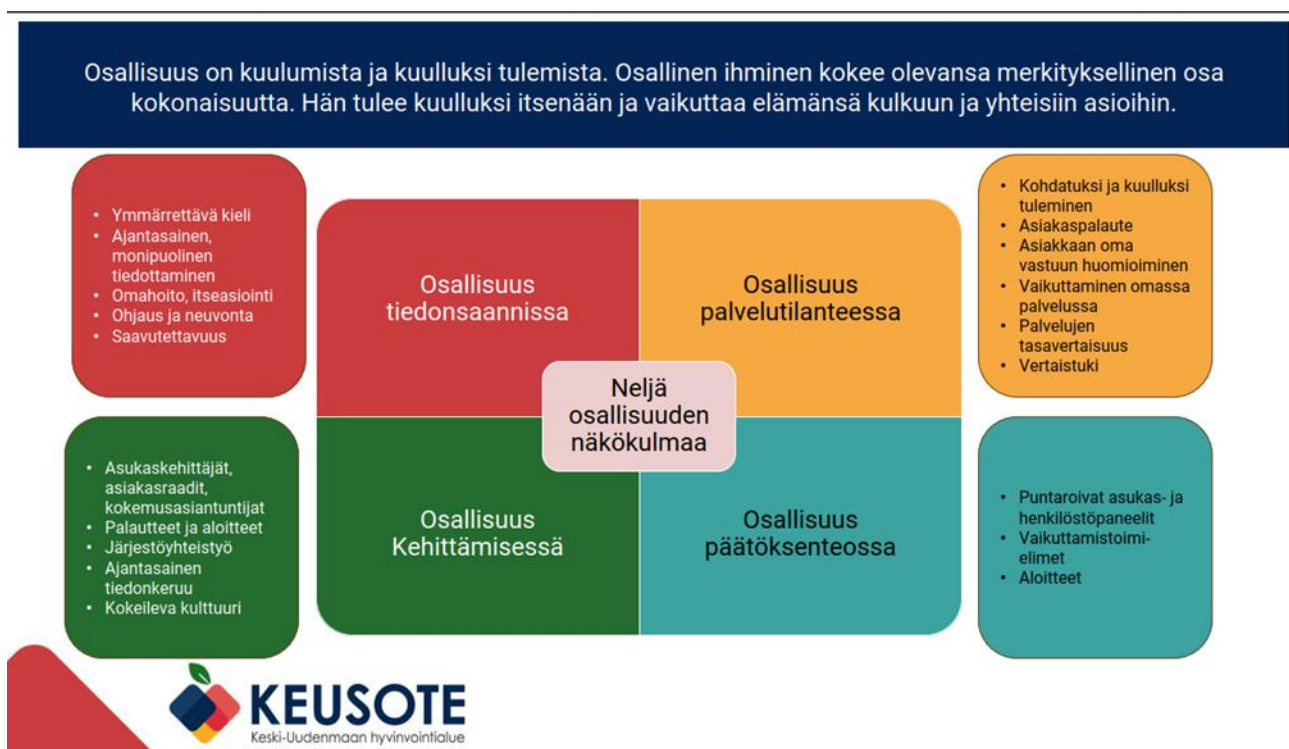 Osallisuus on kuulumista ja kuulluksi tulemista. Osallinen ihminen kokee olevansa merkityksellinen osa
kokonaisuutta. Hän tulee kuulluksi itsenään ja vaikuttaa elämänsä kulkuun ja yhteisiin asioihin.
• Ymmärrettävä kieli
• Ajantasainen,
monipuolinen
tiedottaminen
• Omahoito, itseasiointi
• Ohjaus ja neuvonta
• Saavutettavuus
Osallisuus
tiedonsaannissa
Osallisuus
palvelutilanteessa
• Kohdatuksi ja kuulluksi
tuleminen
• Asiakaspalaute
• Asiakkaan oma
vastuun huomioiminen
• Vaikuttaminen omassa
palvelussa
• Palvelujen
tasavertaisuus
• Vertaistuki
Neljä
osallisuuden
näkökulmaa
• Asukaskehittäjät,
asiakasraadit,
kokemusasiantuntijat
• Palautteet ja aloitteet
• Järjestöyhteistyö
• Ajantasainen
tiedonkeruu
• Kokeileva kulttuuri
Osallisuus
Kehittämisessä
Osallisuus
päätöksenteossa
• Puntaroivat asukas- ja
henkilöstöpaneelit
• Vaikuttamistoimi-
elimet
• Aloitteet
KEUSOTE
Keski-Uudenmaan hyvinvointialue